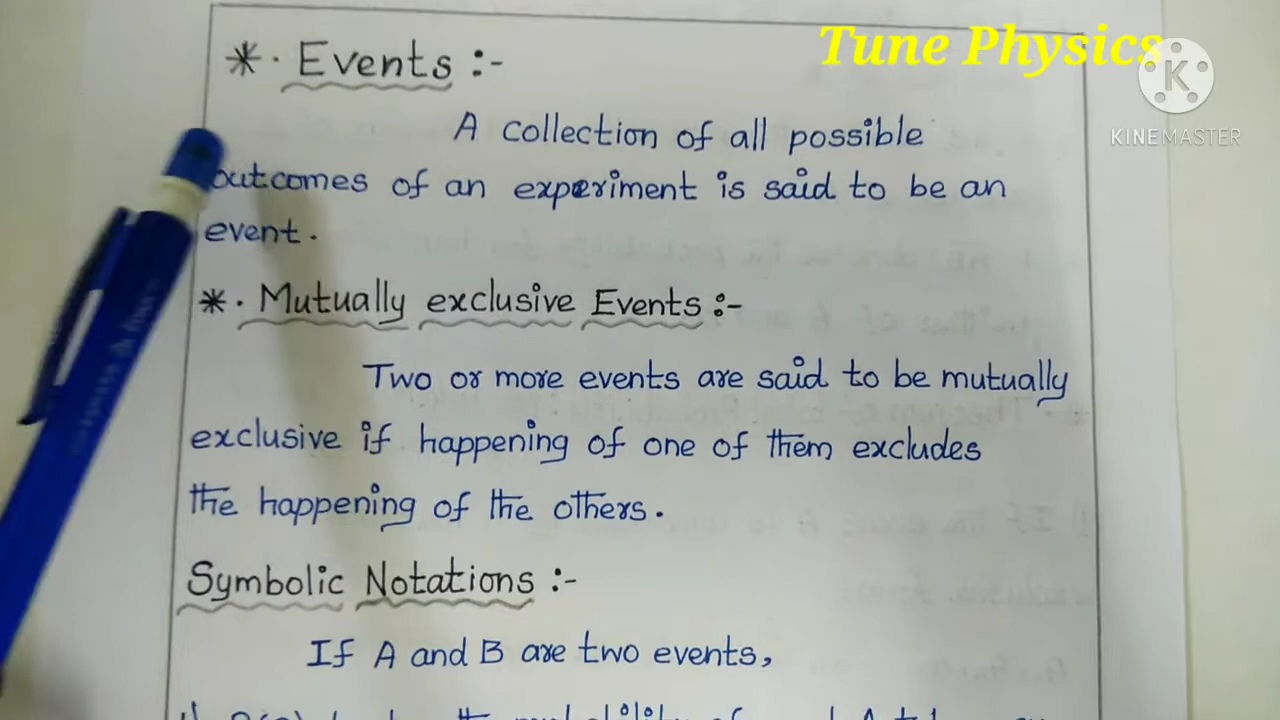 Tune Physics
KINEMASTER
*. Events :-
A collection of all possible
outcomes of an experiment is said to be an
event.
*. Mutually exclusive Events :-
Two or more events are said to be mutually
exclusive if happening of one of them excludes
the happening of the others.
Symbolic Notations :-
If A and B are two events,